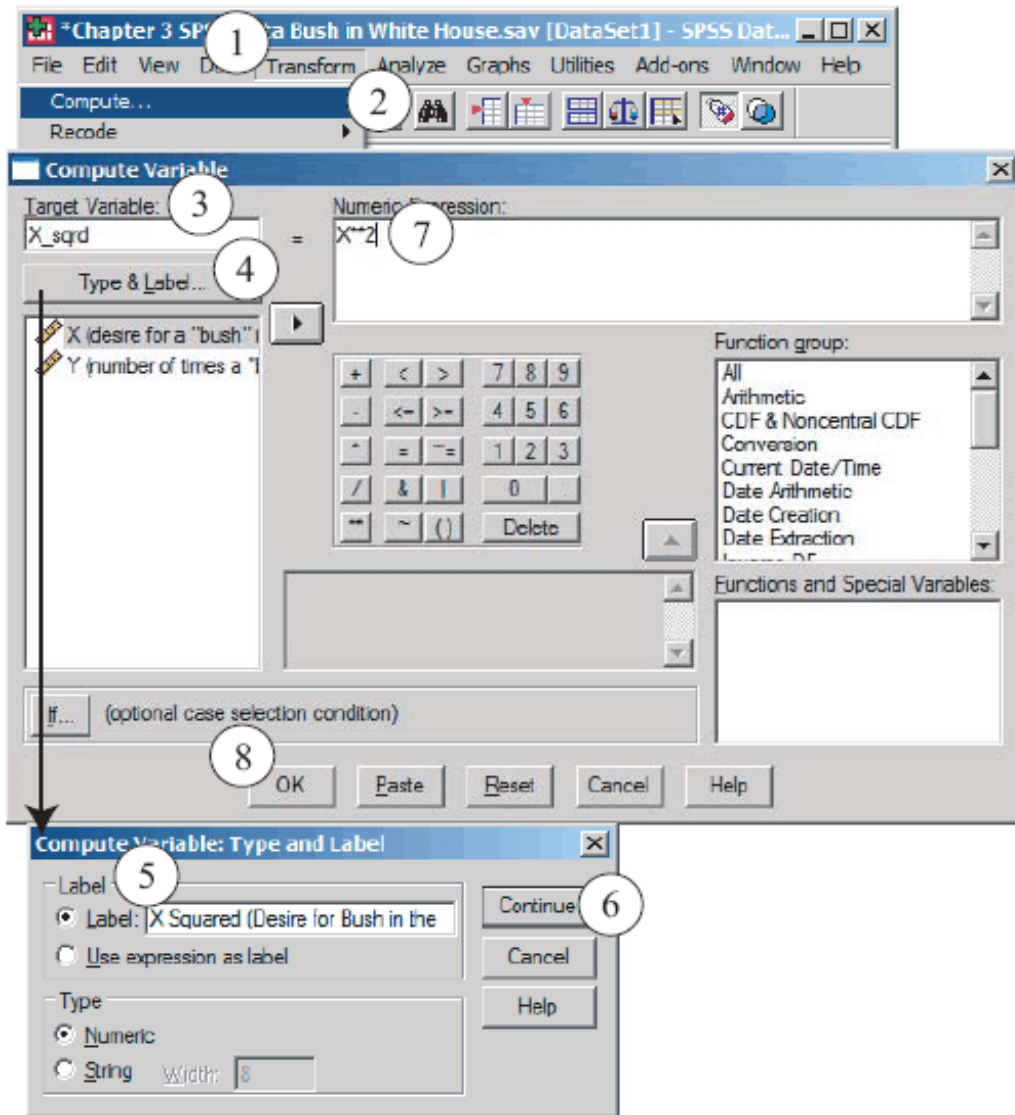 *Chapter 3 SPSS Bush in White House.sav [DataSet1] - SPSS Dat...
1
File Edit View Transform Analyze Graphs Utilities Add-ons Window Help
Compute...
2
Recode
Compute Variable
Target Variable:
3
Numeric Expression:
X_sqrd
=
X**2
7
4
Type & Label...
X (desire for a "bush"
Y (number of times a
Function group:
+ < > 7 8 9
- <= >= 4 5 6
= 1 2 3
/ & | 0 .
** ~ () Delete
All
Arithmetic
CDF & Noncentral CDF
Conversion
Current Date/Time
Date Arithmetic
Date Creation
Date Extraction
Functions and Special Variables:
If... (optional case selection condition)
8
OK Paste Reset Cancel Help
Compute Variable: Type and Label
5
Label
Label: X Squared (Desire for Bush in the
Use expression as label
Continue
6
Cancel
Help
Type
Numeric
String Width: 8